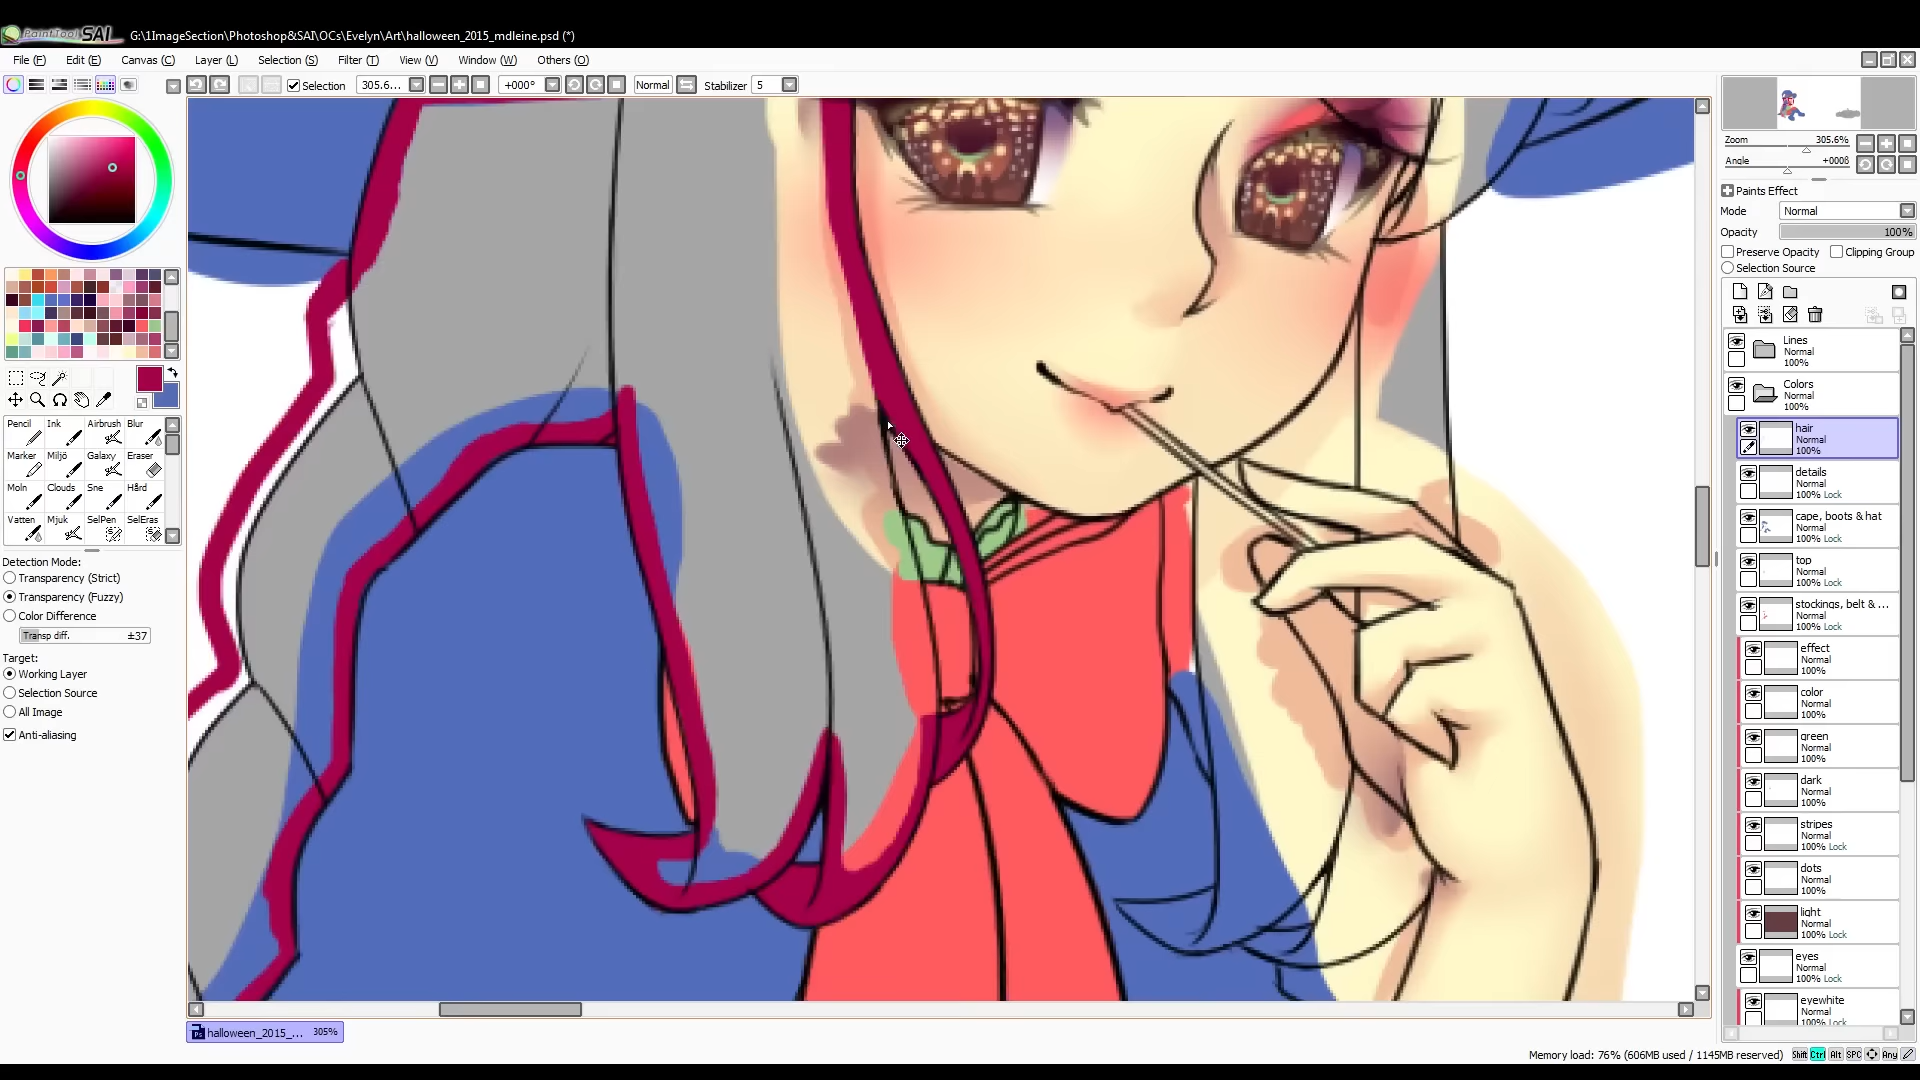 PaintTool SAI G:\1ImageSection\Photoshop&SAI\OCs\Evelyn\Art\halloween_2015_mdleine.psd (*)
File (F) Edit (E) Canvas (C) Layer (L) Selection (S) Filter (T) View (V) Window (W) Others (O)
Selection 305.6... +000° Normal Stabilizer 5
Zoom 305.6%
Angle +000δ
Paints Effect
Mode Normal
Opacity 100%
Preserve Opacity Clipping Group
Selection Source
Pencil Ink Airbrush Blur
Marker Miljö Galaxy Eraser
Moln Clouds Sne Hård
Vatten Mjuk SelPen SelEras
Detection Mode:
Transparency (Strict)
Transparency (Fuzzy)
Color Difference
Transp diff. ±37
Target:
Working Layer
Selection Source
All Image
Anti-aliasing
Lines
Normal
100%
Colors
Normal
100%
hair
Normal
100%
details
Normal
100% Lock
cape, boots & hat
Normal
100% Lock
top
Normal
100% Lock
stockings, belt & ...
Normal
100% Lock
effect
Normal
100%
color
Normal
100%
green
Normal
100%
dark
Normal
100%
stripes
Normal
100% Lock
dots
Normal
100%
light
Normal
100% Lock
eyes
Normal
100% Lock
eyewhite
Normal
100% Lock
halloween_2015_... 305%
Memory load: 76% (606MB used / 1145MB reserved) Shift Ctrl Alt SPC Any